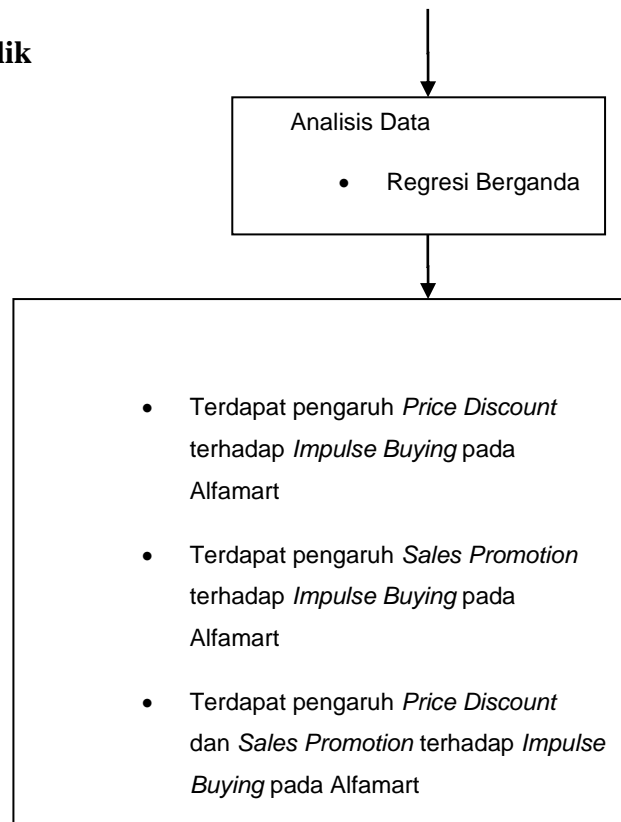 lik
Analisis Data
• Regresi Berganda
• Terdapat pengaruh Price Discount
terhadap Impulse Buying pada
Alfamart
• Terdapat pengaruh Sales Promotion
terhadap Impulse Buying pada
Alfamart
• Terdapat pengaruh Price Discount
dan Sales Promotion terhadap Impulse
Buying pada Alfamart